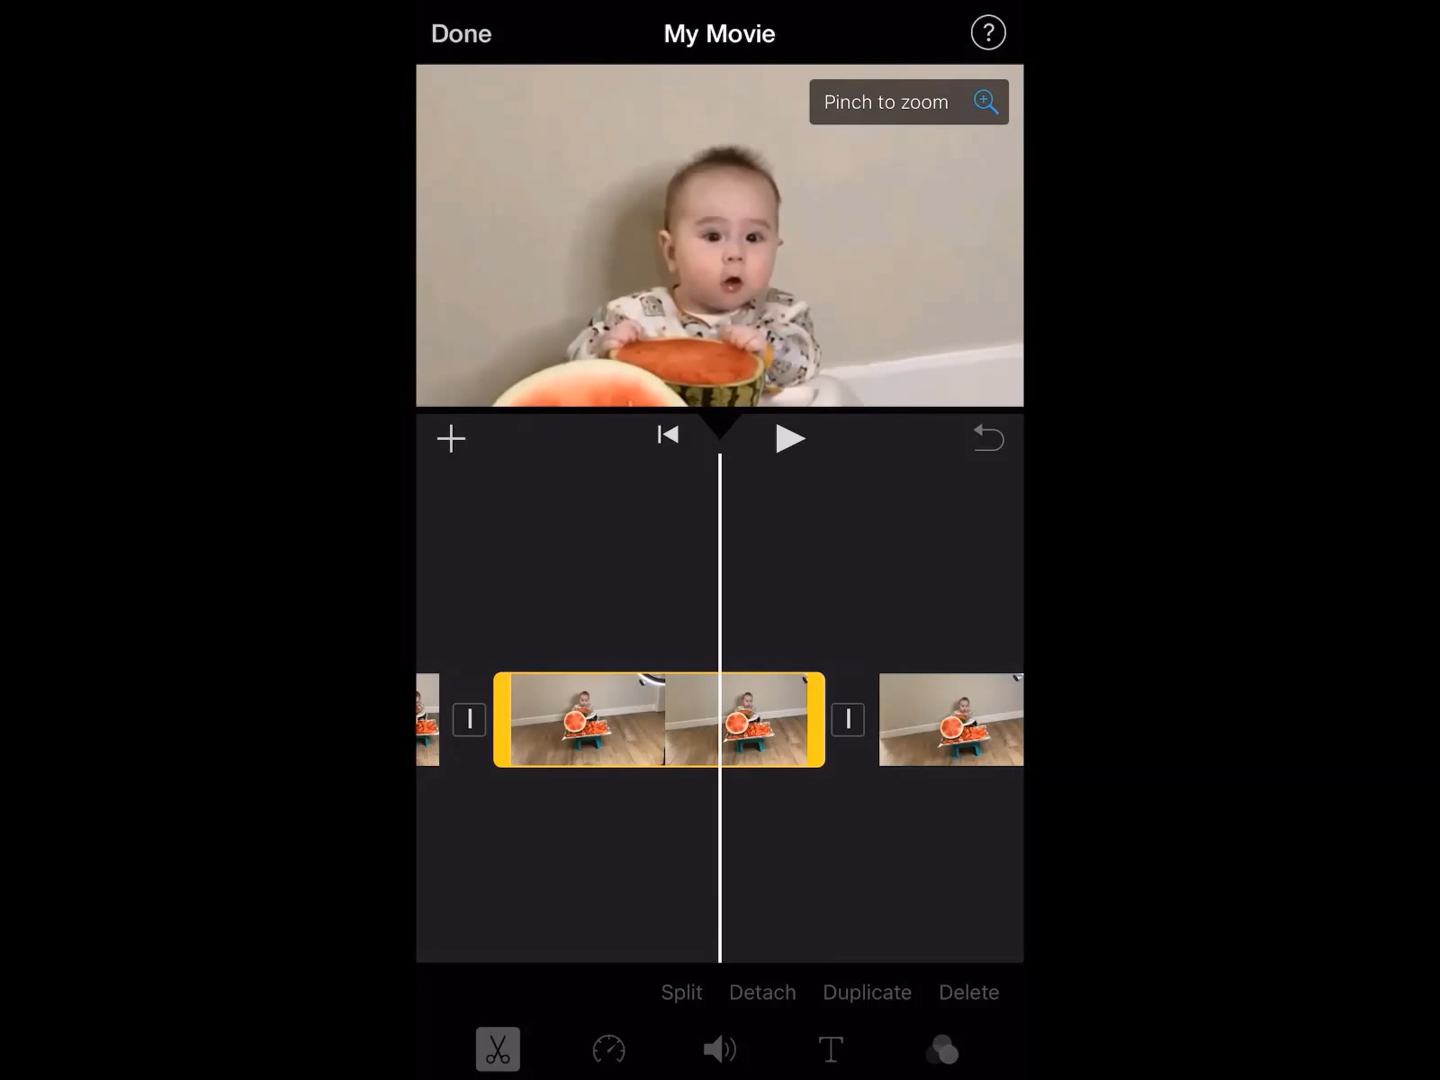 Done
My Movie
?
Pinch to zoom
Split
Detach
Duplicate
Delete
T